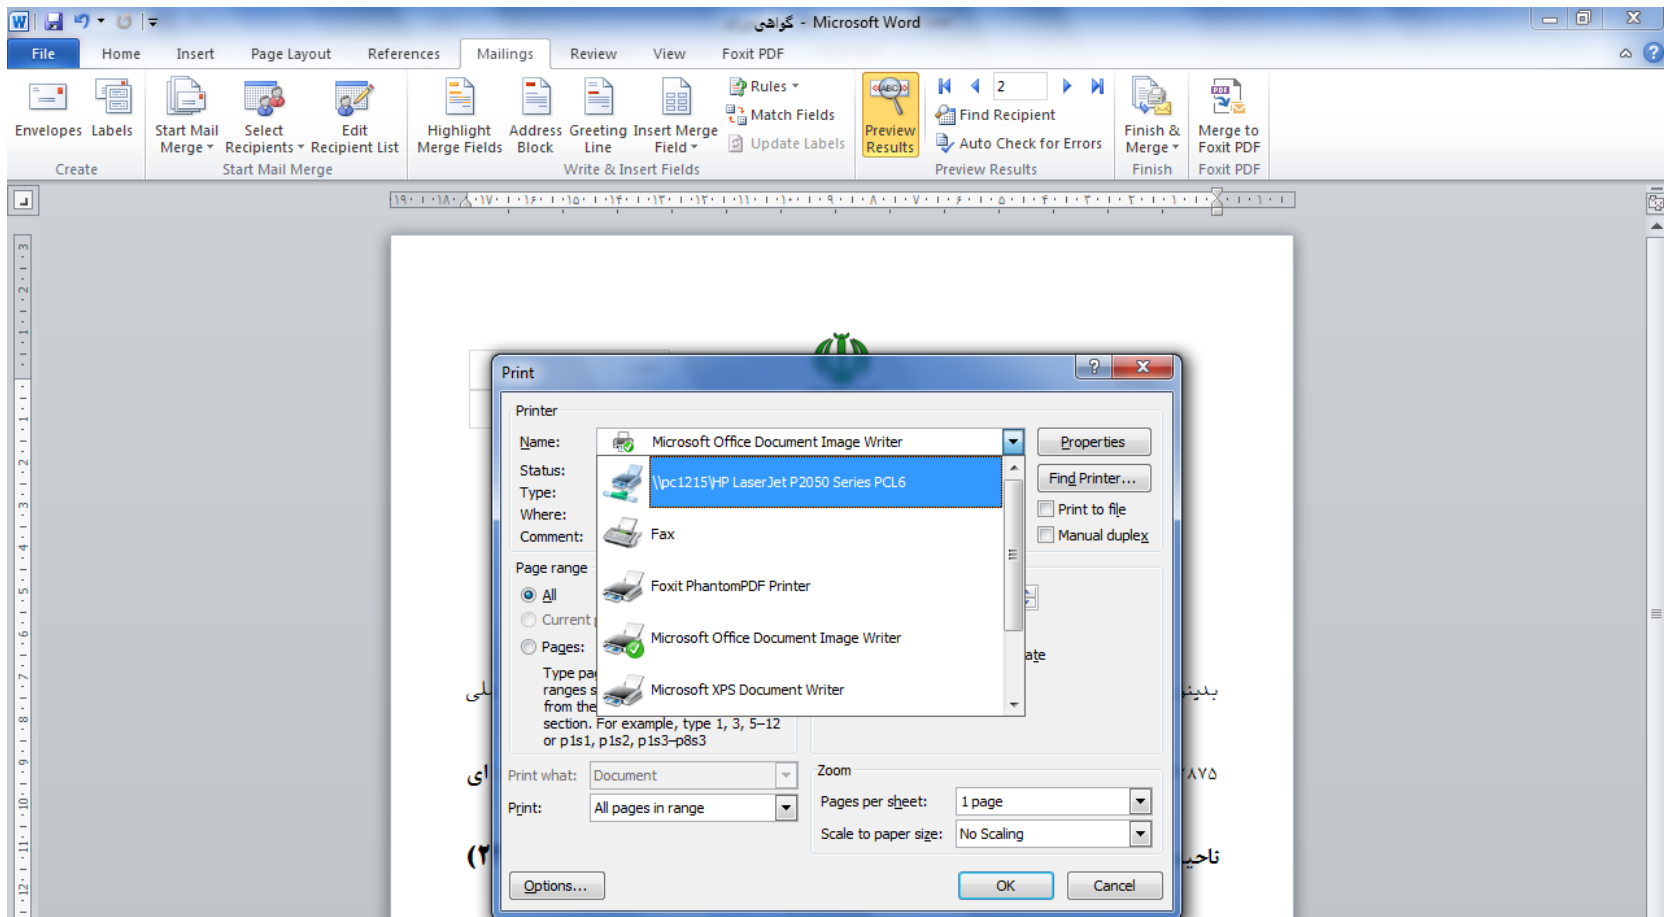 گواهی - Microsoft Word
File Home Insert Page Layout References Mailings Review View Foxit PDF
Envelopes Labels
Create
Start Mail Merge Select Recipients Edit Recipient List
Start Mail Merge
Highlight Merge Fields Address Block Greeting Line Insert Merge Field
Rules
Match Fields
Update Labels
Write & Insert Fields
Preview Results
2
Find Recipient
Auto Check for Errors
Preview Results
Finish & Merge
Finish
Merge to Foxit PDF
Foxit PDF
Print
Printer
Name: Microsoft Office Document Image Writer Properties
Status: \\pc1215\HP LaserJet P2050 Series PCL6 Find Printer...
Type:
Where: Print to file
Comment: Fax Manual duplex
Page range
All Foxit PhantomPDF Printer
Current
Pages: Microsoft Office Document Image Writer
Type
ranges Microsoft XPS Document Writer
from the
section. For example, type 1, 3, 5–12
or p1s1, p1s2, p1s3–p8s3
Print what: Document
Print: All pages in range
Zoom
Pages per sheet: 1 page
Scale to paper size: No Scaling
Options... OK Cancel